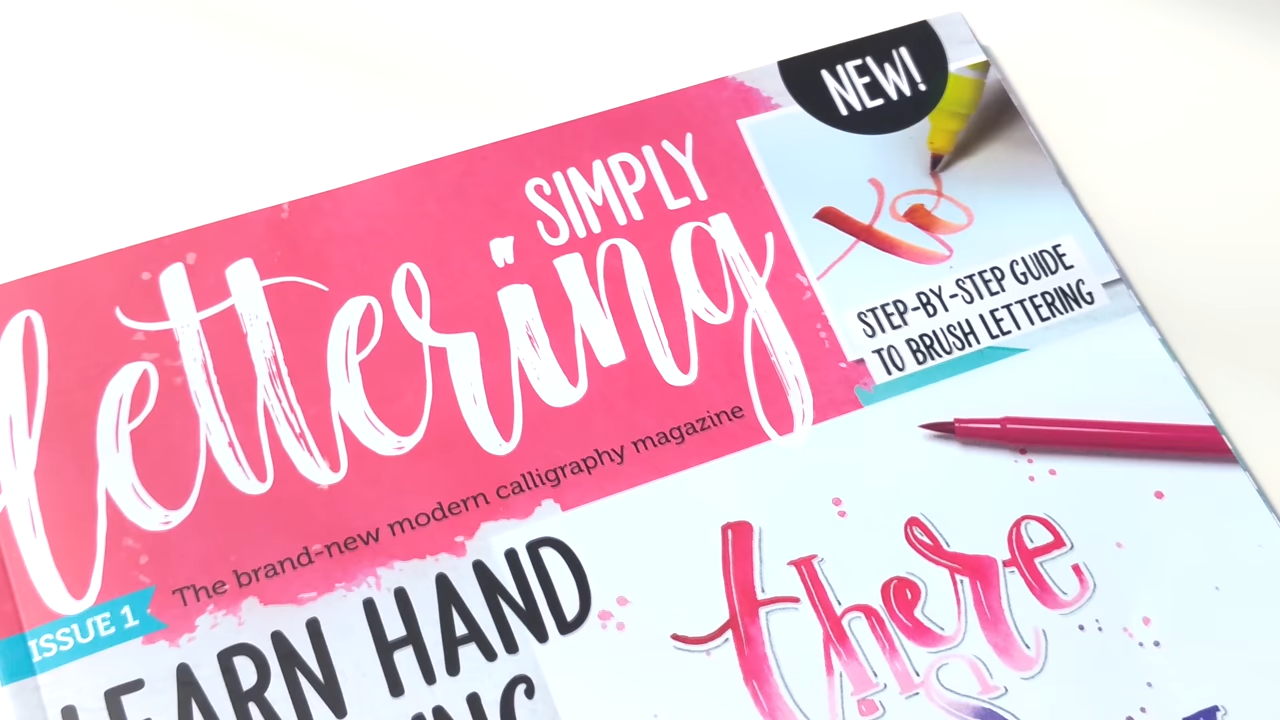 NEW!
SIMPLY
lettering
xo
STEP-BY-STEP GUIDE
TO BRUSH LETTERING
The brand-new modern calligraphy magazine
ISSUE 1
LEARN HAND
there